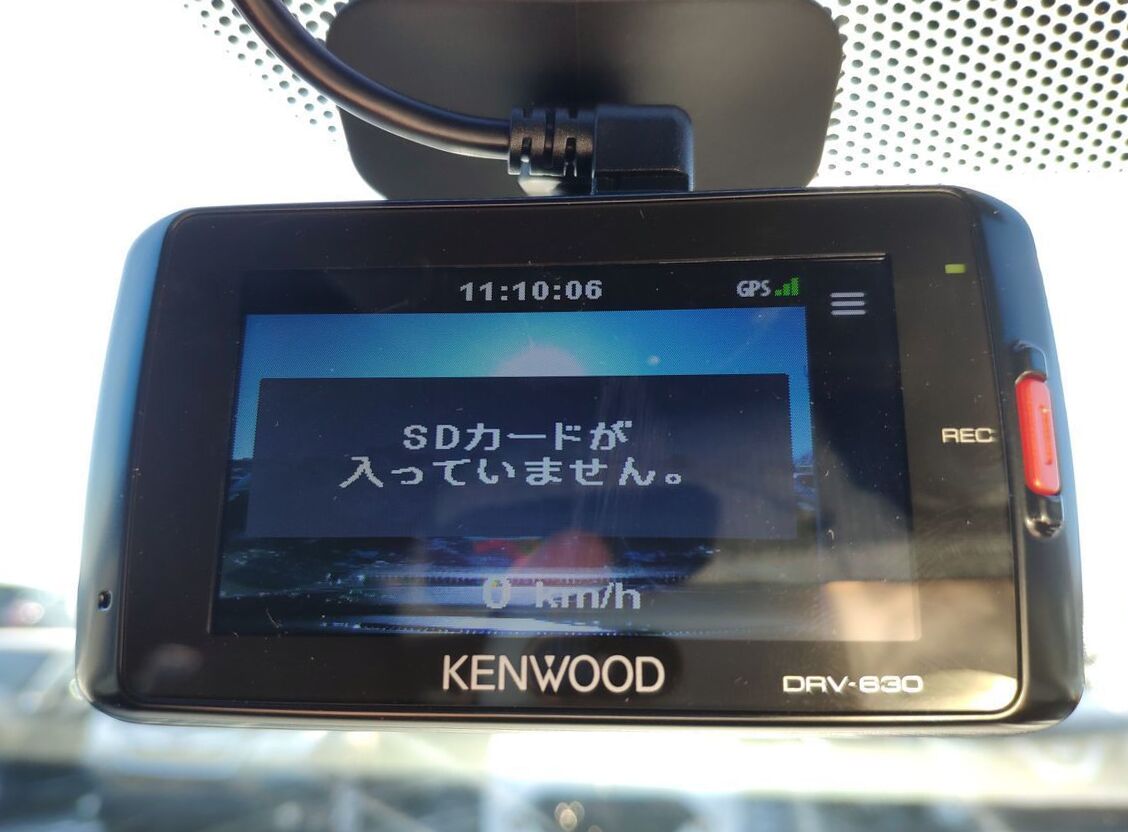 11:10:06
GPS
SDカードが
入っていません。
REC
0 km/h
KENWOOD
DRV-630